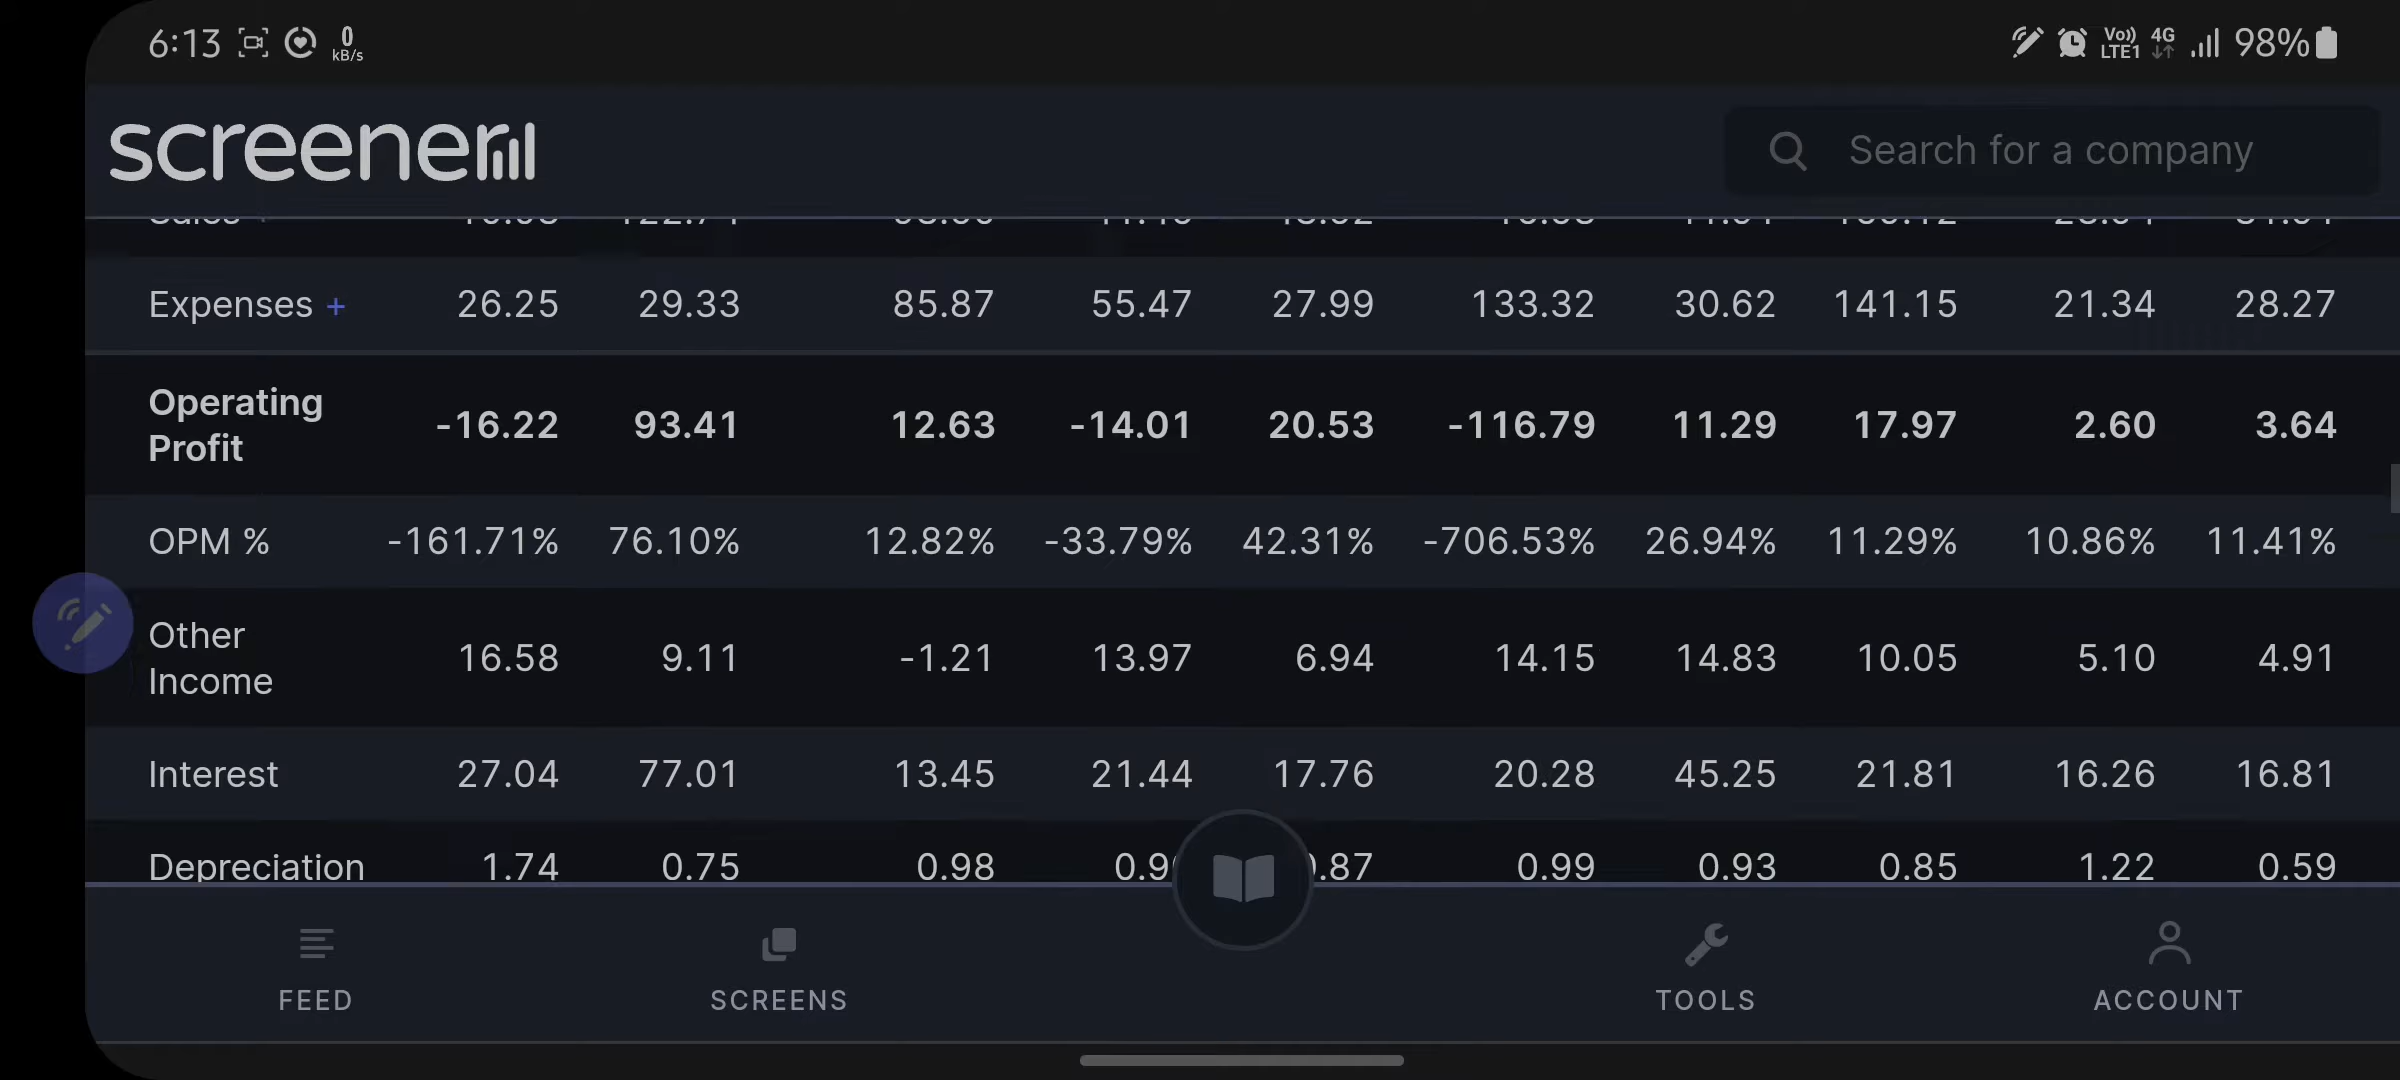 6:13 0 kB/s Vo)) LTE1 4G 98%
screener Search for a company
Expenses + 26.25 29.33 85.87 55.47 27.99 133.32 30.62 141.15 21.34 28.27
Operating Profit -16.22 93.41 12.63 -14.01 20.53 -116.79 11.29 17.97 2.60 3.64
OPM % -161.71% 76.10% 12.82% -33.79% 42.31% -706.53% 26.94% 11.29% 10.86% 11.41%
Other Income 16.58 9.11 -1.21 13.97 6.94 14.15 14.83 10.05 5.10 4.91
Interest 27.04 77.01 13.45 21.44 17.76 20.28 45.25 21.81 16.26 16.81
Depreciation 1.74 0.75 0.98 0.99 0.93 0.85 1.22 0.59
FEED SCREENS TOOLS ACCOUNT